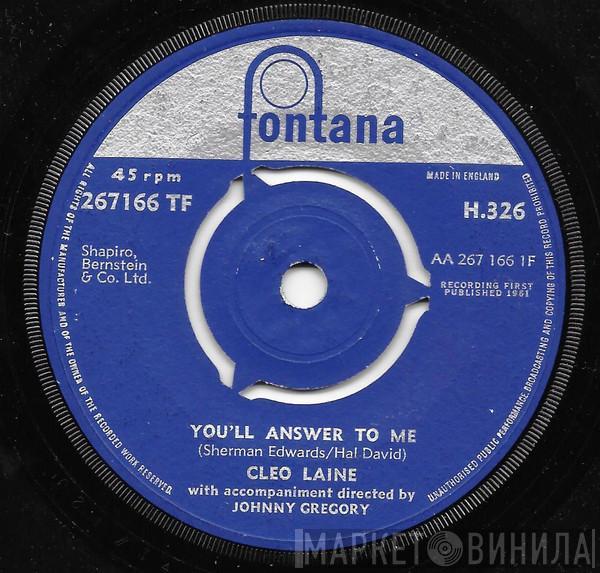 fontana
45 rpm
MADE IN ENGLAND
267166 TF
H.326
Shapiro,
Bernstein
& Co. Ltd.
AA 267 166 1F
RECORDING FIRST
PUBLISHED 1961
ALL RIGHTS OF THE MANUFACTURER AND OF THE OWNER OF THE RECORDED WORK RESERVED
UNAUTHORISED PUBLIC PERFORMANCE, BROADCASTING AND COPYING OF THIS RECORD PROHIBITED
YOU'LL ANSWER TO ME
(Sherman Edwards/Hal David)
CLEO LAINE
with accompaniment directed by
JOHNNY GREGORY
МАРКЕТ ВИНИЛА